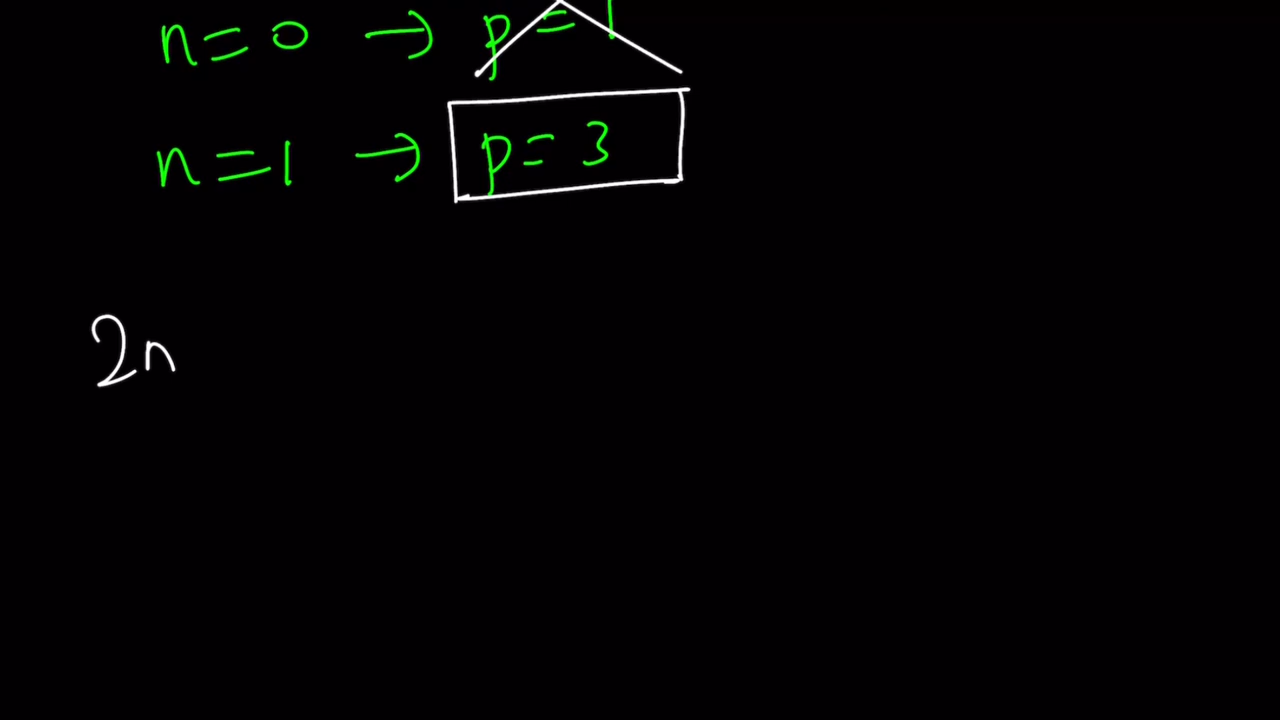 n=0 → p=1
n=1 → p=3
2n